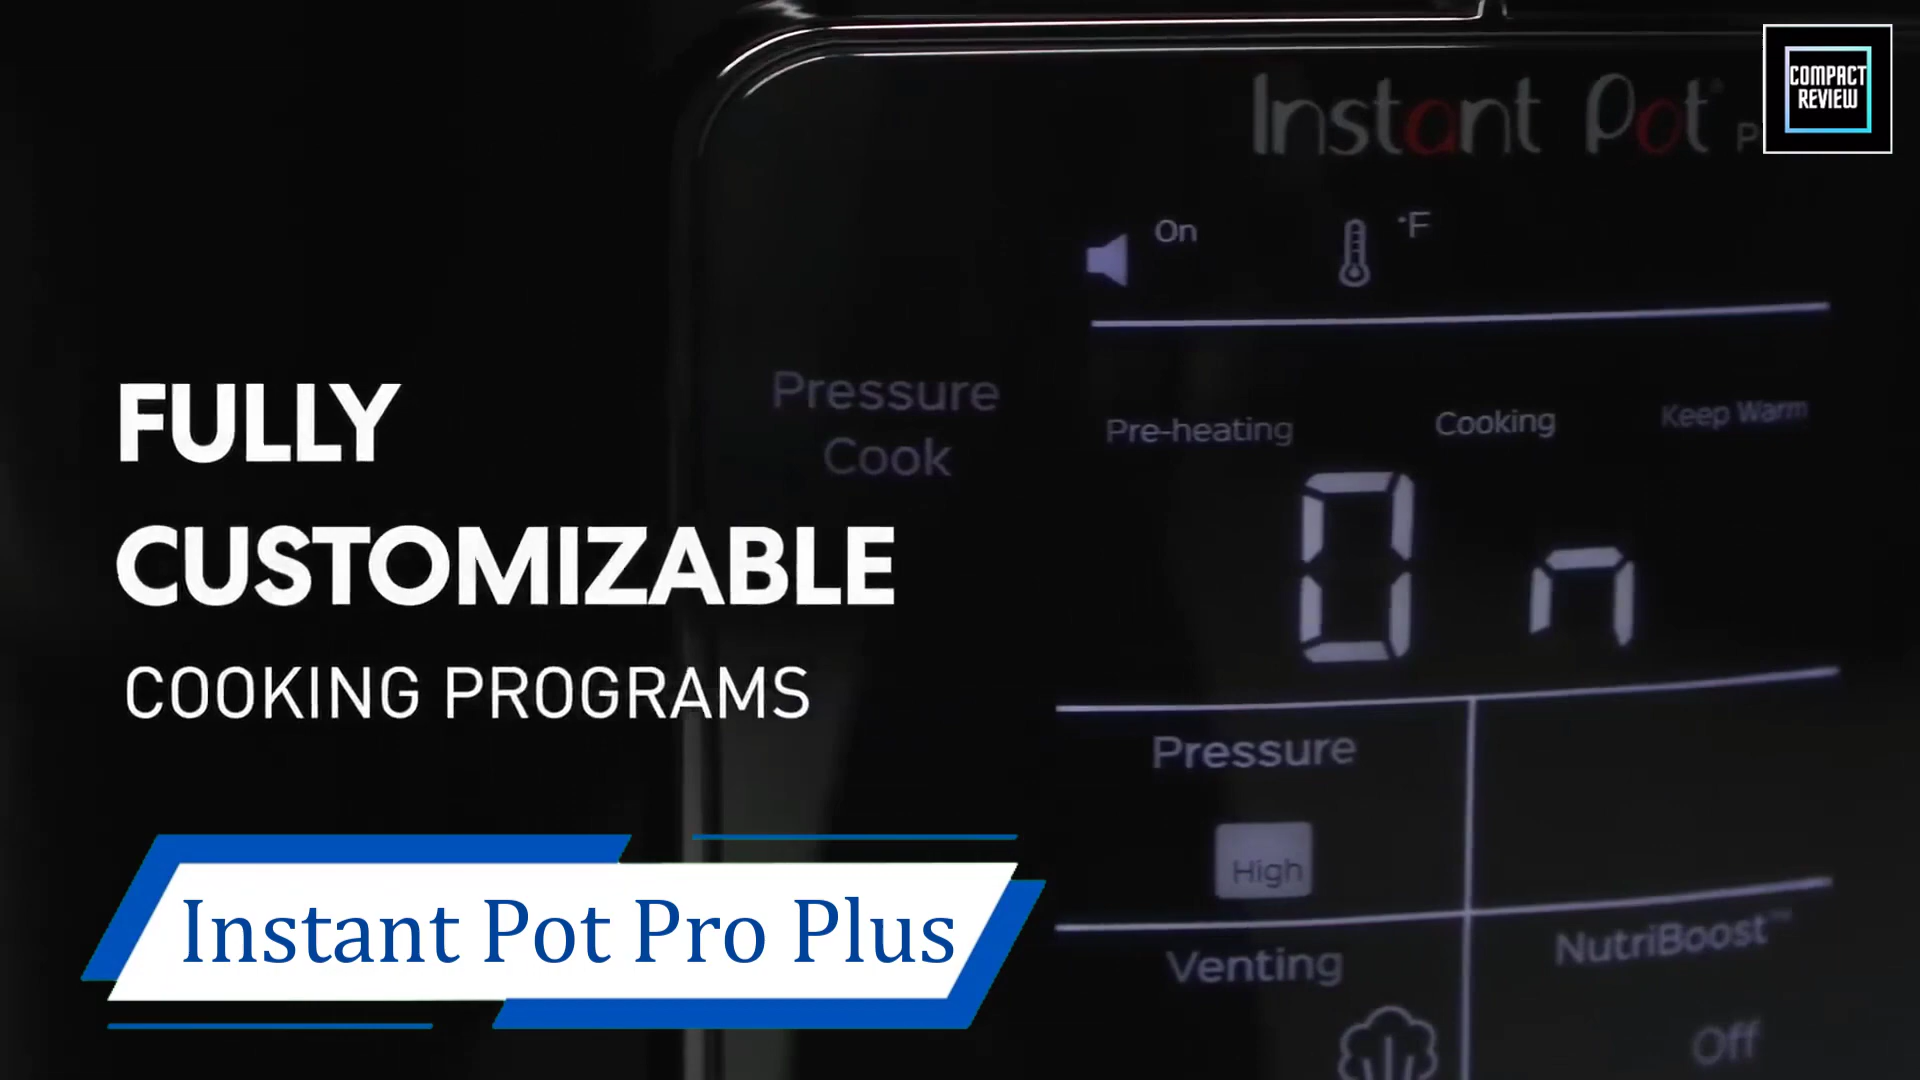 COMPACT
REVIEW
Instant Pot®
On
°F
Pressure
Cook
Pre-heating
Cooking
Keep Warm
On
FULLY
CUSTOMIZABLE
COOKING PROGRAMS
Pressure
High
Venting
NutriBoost™
Off
Instant Pot Pro Plus